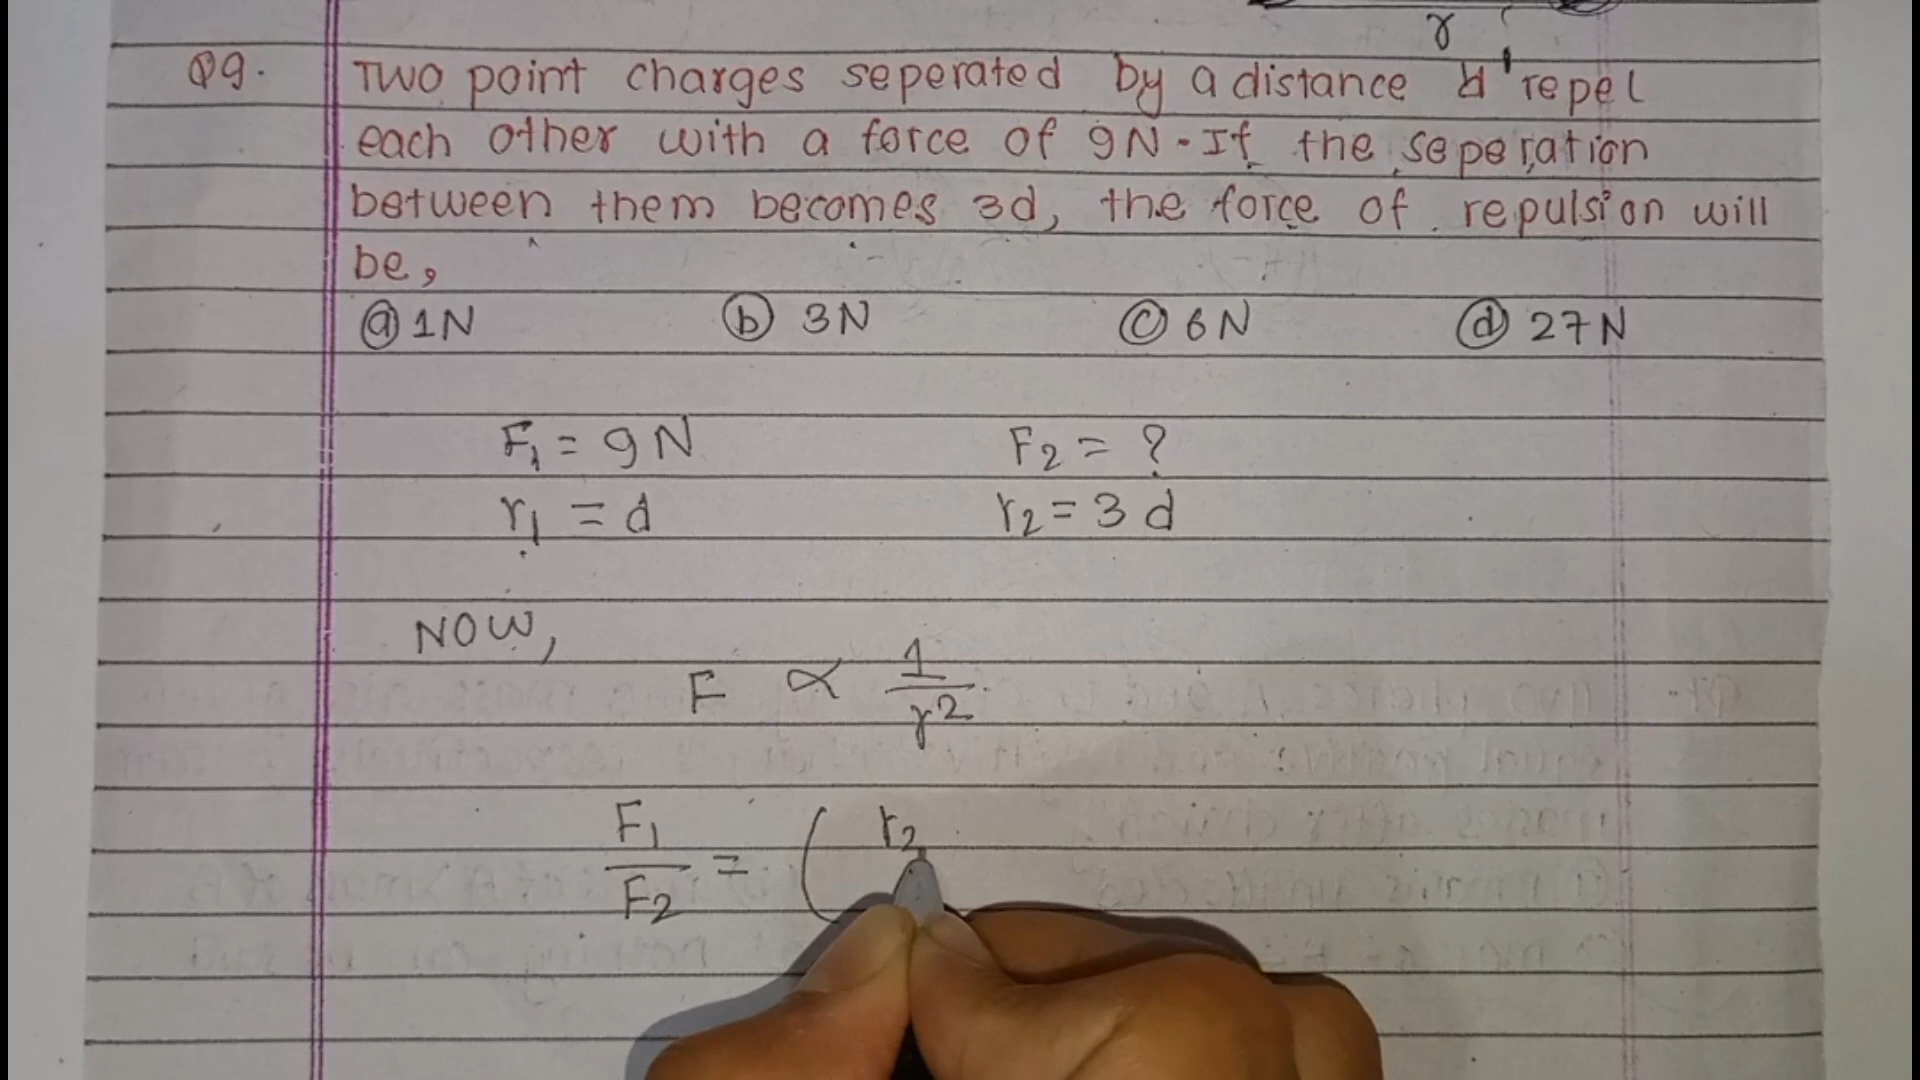 r
Q9. Two point charges seperated by a distance 'd' repel
each other with a force of 9N. If the seperation
between them becomes 3d, the force of repulsion will
be,
ⓐ 1N ⓑ 3N ⓒ 6N ⓓ 27N
F₁ = 9N F₂ = ?
r₁ = d r₂ = 3d
NOW,
F ∝ 1/r²
F₁/F₂ = ( r₂